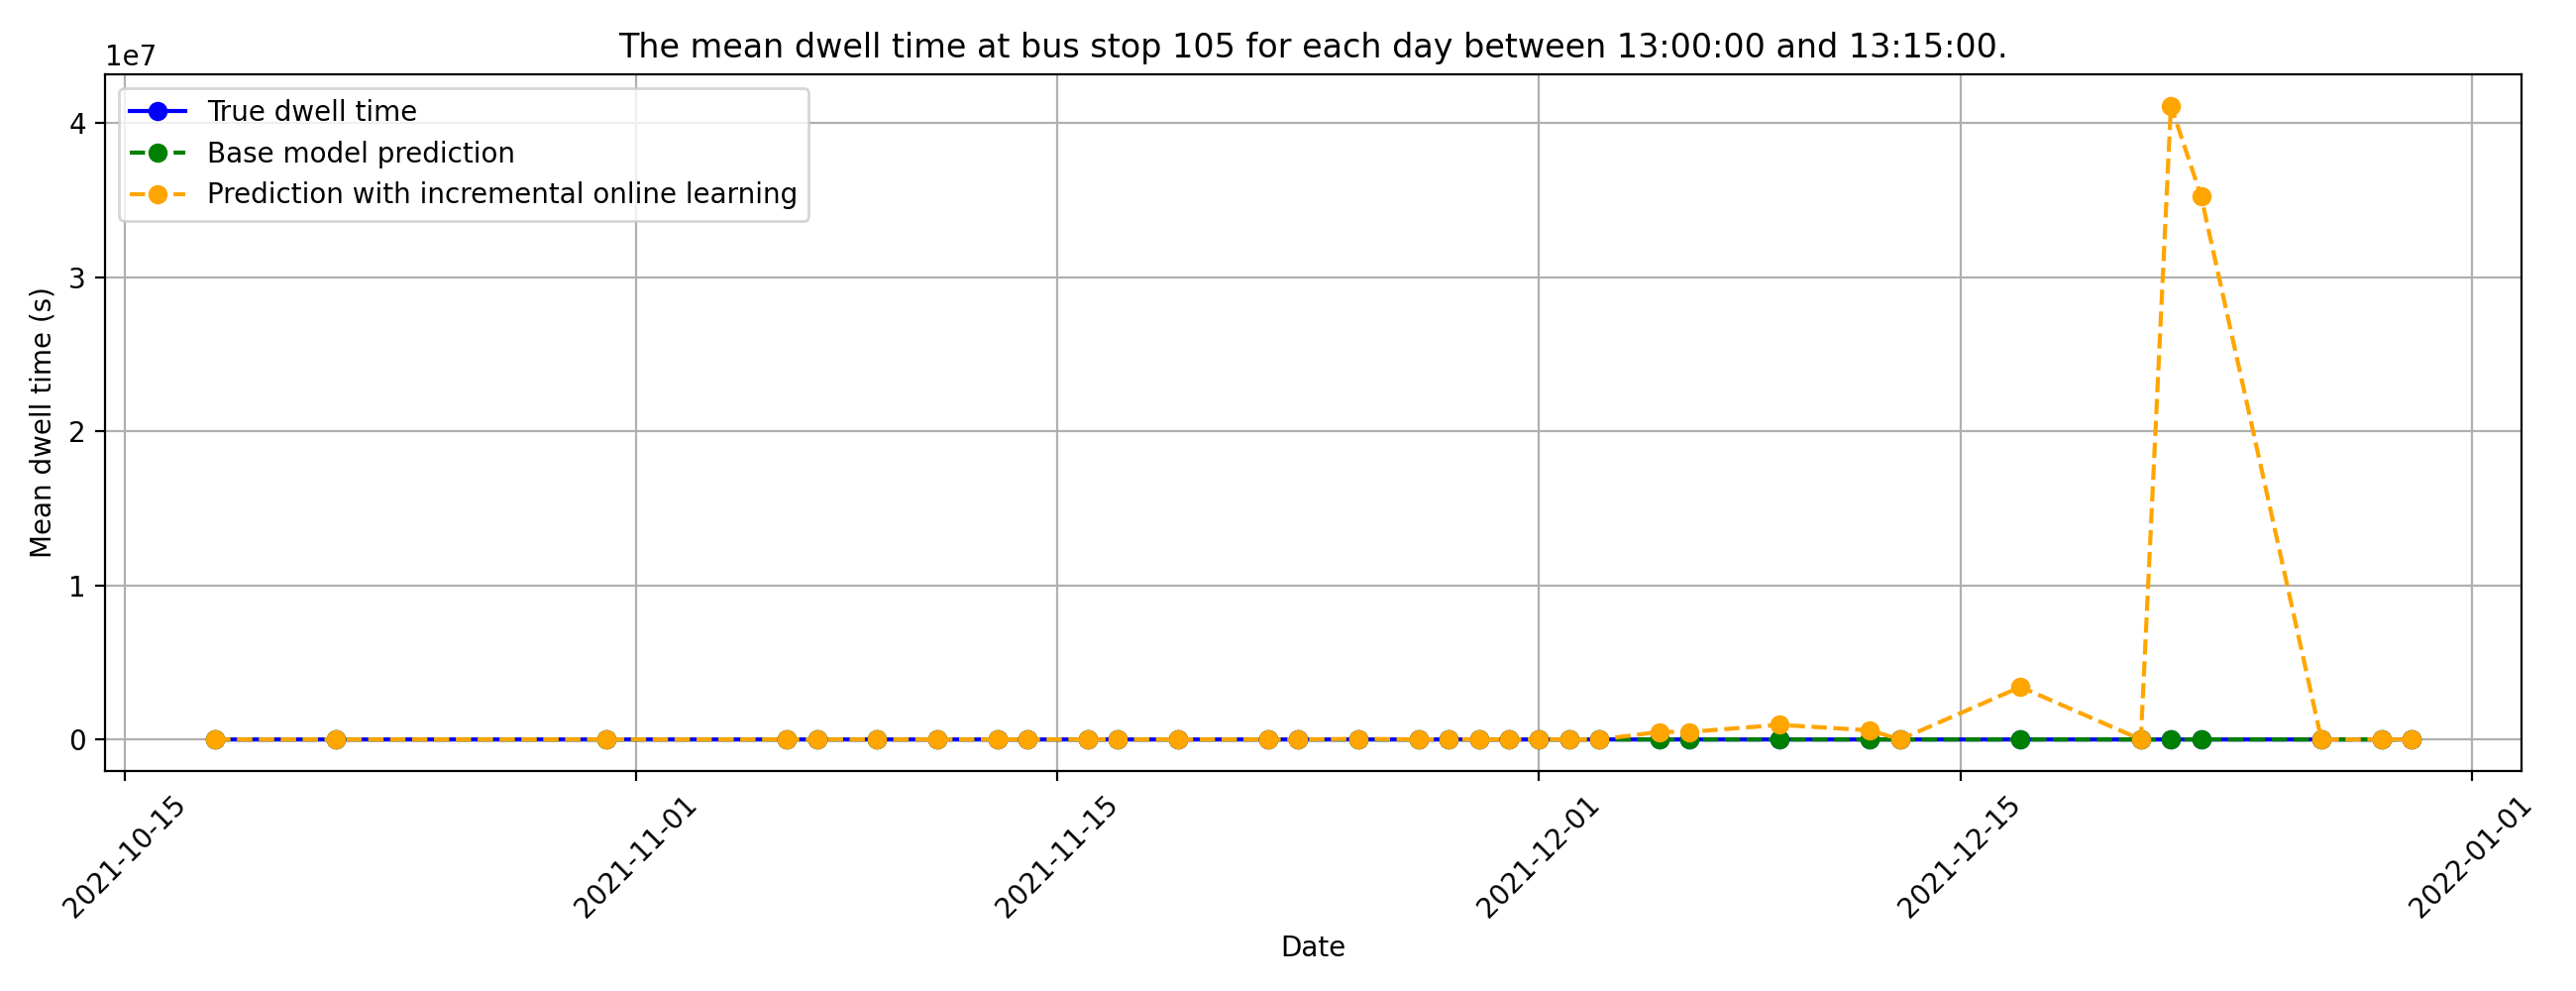 The mean dwell time at bus stop 105 for each day between 13:00:00 and 13:15:00.
1e7
True dwell time
Base model prediction
Prediction with incremental online learning
4
3
2
1
0
Mean dwell time (s)
2021-10-15
2021-11-01
2021-11-15
2021-12-01
2021-12-15
2022-01-01
Date